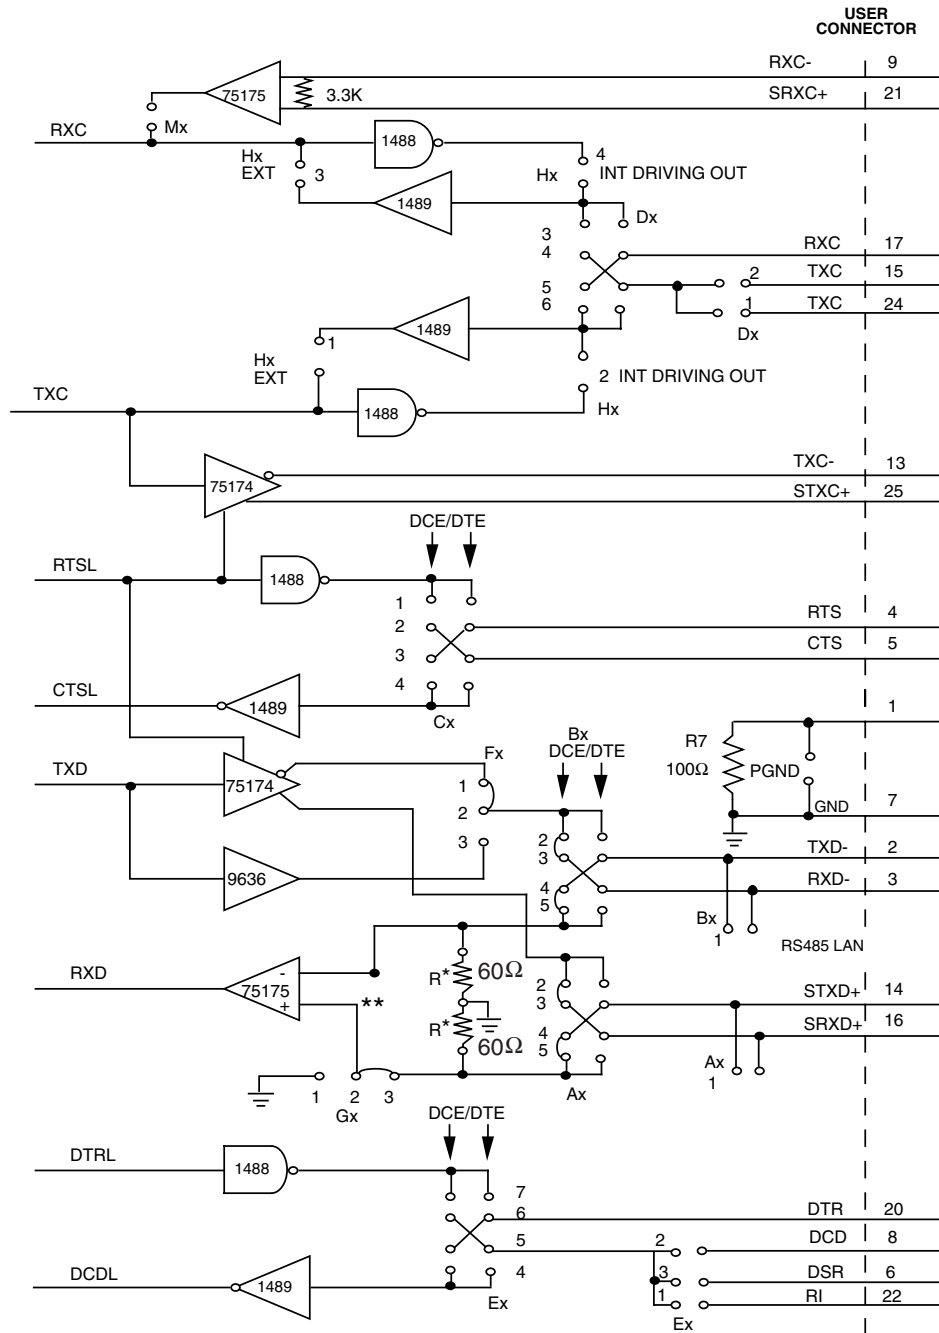 USER
CONNECTOR
RXC- 9
75175
3.3K
SRXC+ 21
Mx
RXC
1488
Hx
EXT 3
4
INT DRIVING OUT
Hx
1489
Dx
3
4
RXC 17
2 TXC 15
5
6
1 TXC 24
Dx
1489
1
Hx
EXT
2 INT DRIVING OUT
TXC
1488
Hx
TXC- 13
75174
STXC+ 25
DCE/DTE
RTSL
1488
1
2
RTS 4
CTS 5
3
4
CTSL
1489
Cx
1
Bx
DCE/DTE
R7
100Ω
PGND
Fx
TXD
75174
1
2
GND 7
3
2
3
TXD- 2
9636
4
5
RXD- 3
Bx
1
RS485 LAN
RXD
-
75175
+
**
R* 60Ω
R* 60Ω
2
3
STXD+ 14
4
5
SRXD+ 16
Ax
1
1 2 3
Gx
Ax
DCE/DTE
DTRL
1488
7
6
DTR 20
5
2
DCD 8
4
3
DSR 6
DCDL
1489
Ex
1
RI 22
Ex